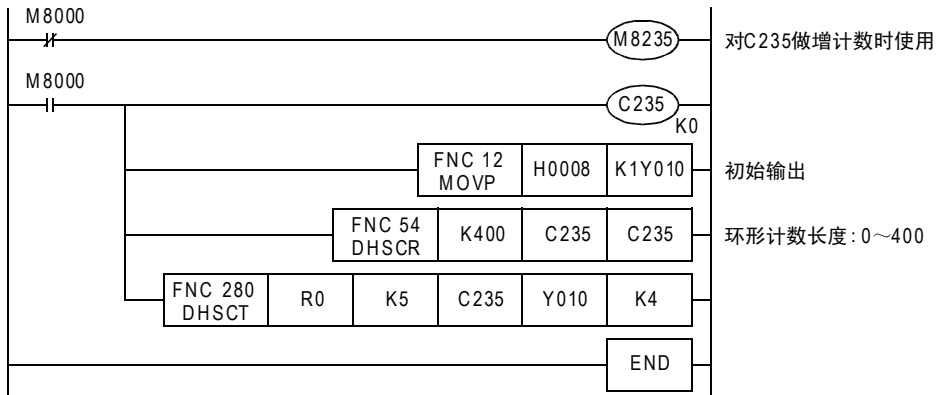 M8000
M8235 对C235做增计数时使用
M8000
C235
K0
FNC 12 MOVP H0008 K1Y010 初始输出
FNC 54 DHSCR K400 C235 C235 环形计数长度:0～400
FNC 280 DHSCT R0 K5 C235 Y010 K4
END